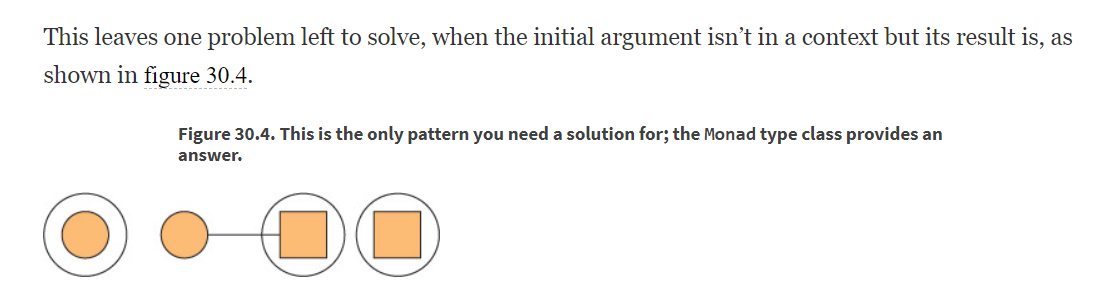 This leaves one problem left to solve, when the initial argument isn’t in a context but its result is, as
shown in figure 30.4.
Figure 30.4. This is the only pattern you need a solution for; the Monad type class provides an
answer.